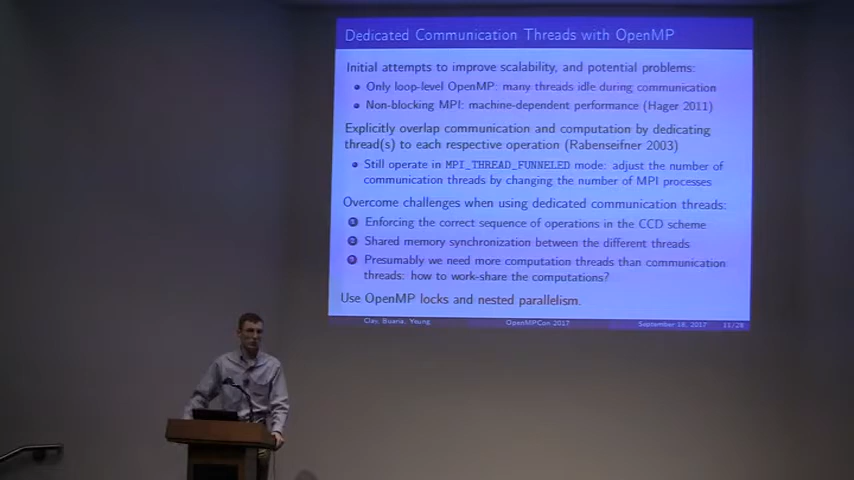 Dedicated Communication Threads with OpenMP
Initial attempts to improve scalability, and potential problems:
Only loop-level OpenMP: many threads idle during communication
Non-blocking MPI: machine-dependent performance (Hager 2011)
Explicitly overlap communication and computation by dedicating
thread(s) to each respective operation (Rabenseifner 2003)
Still operate in MPI_THREAD_FUNNELED mode: adjust the number of
communication threads by changing the number of MPI processes
Overcome challenges when using dedicated communication threads:
1 Enforcing the correct sequence of operations in the CCD scheme
2 Shared memory synchronization between the different threads
3 Presumably we need more computation threads than communication
threads: how to work-share the computations?
Use OpenMP locks and nested parallelism.
Clay, Buaria, Yeung OpenMPCon 2017 September 18, 2017 11/28